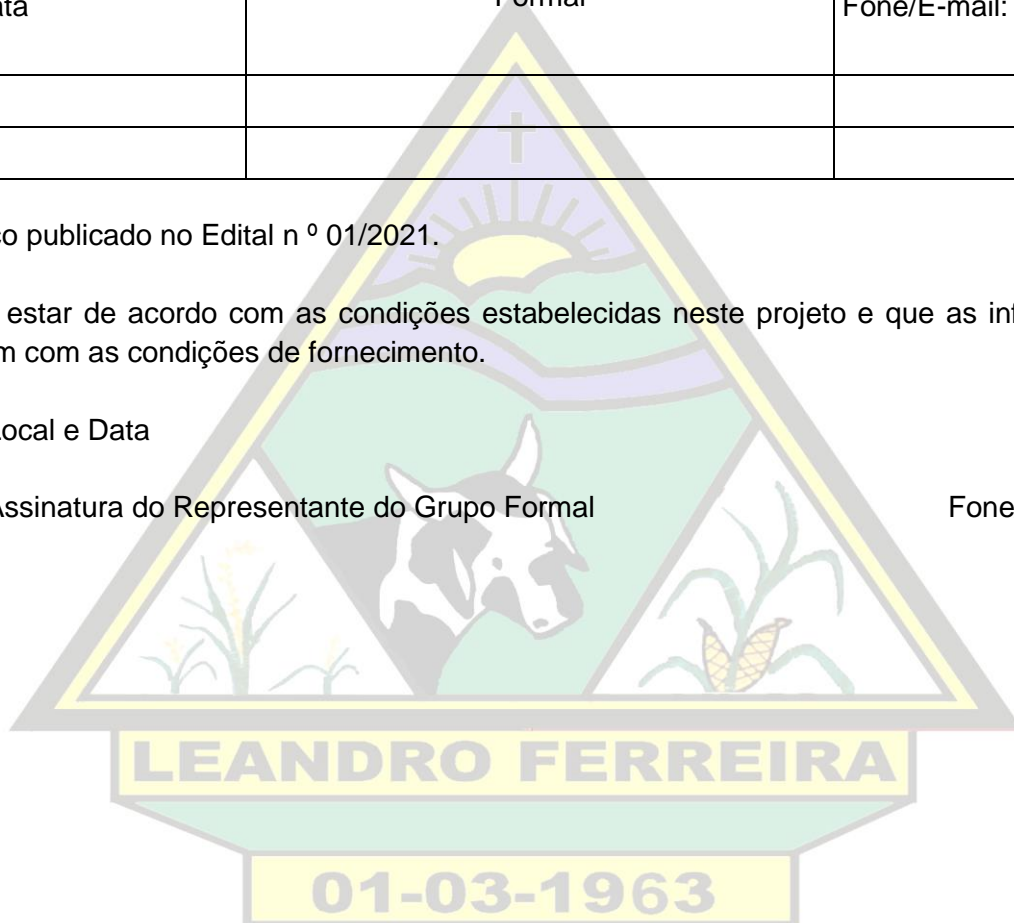 ata
Formal
Fone/E-mail:
o publicado no Edital n º 01/2021.
estar de acordo com as condições estabelecidas neste projeto e que as inf
m com as condições de fornecimento.
Local e Data
Assinatura do Representante do Grupo Formal
Fone
LEANDRO FERREIRA
01-03-1963